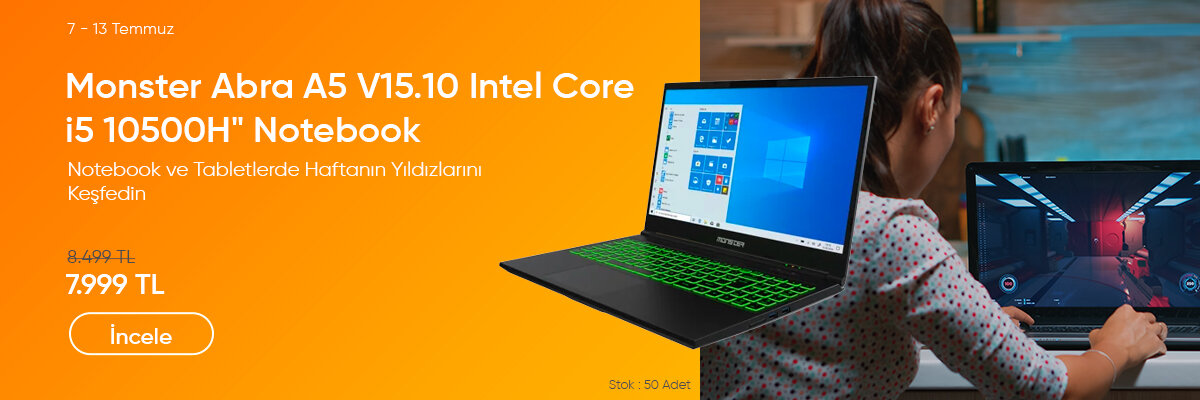 7 - 13 Temmuz
Monster Abra A5 V15.10 Intel Core
i5 10500H" Notebook
Notebook ve Tabletlerde Haftanın Yıldızlarını
Keşfedin
8.499 TL
7.999 TL
İncele
MONSTER
Stok : 50 Adet